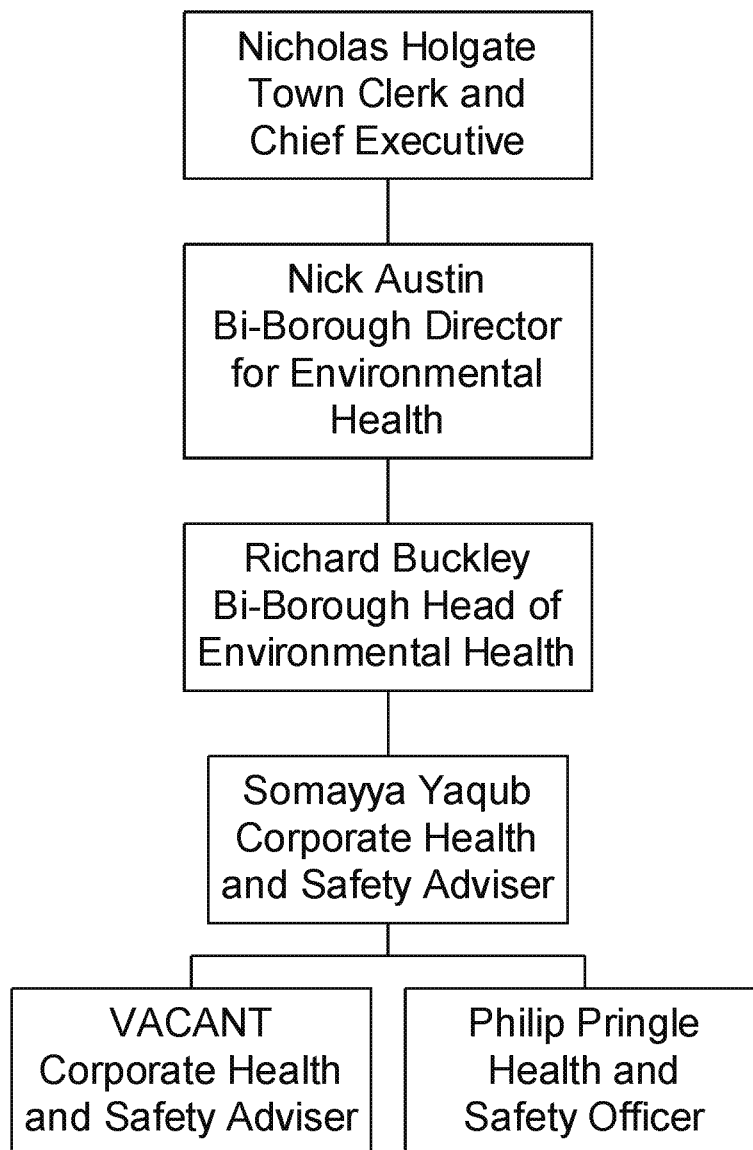 Nicholas Holgate
Town Clerk and
Chief Executive
Nick Austin
Bi-Borough Director
for Environmental
Health
Richard Buckley
Bi-Borough Head of
Environmental Health
Somayya Yaqub
Corporate Health
and Safety Adviser
VACANT
Corporate Health
and Safety Adviser
Philip Pringle
Health and
Safety Officer